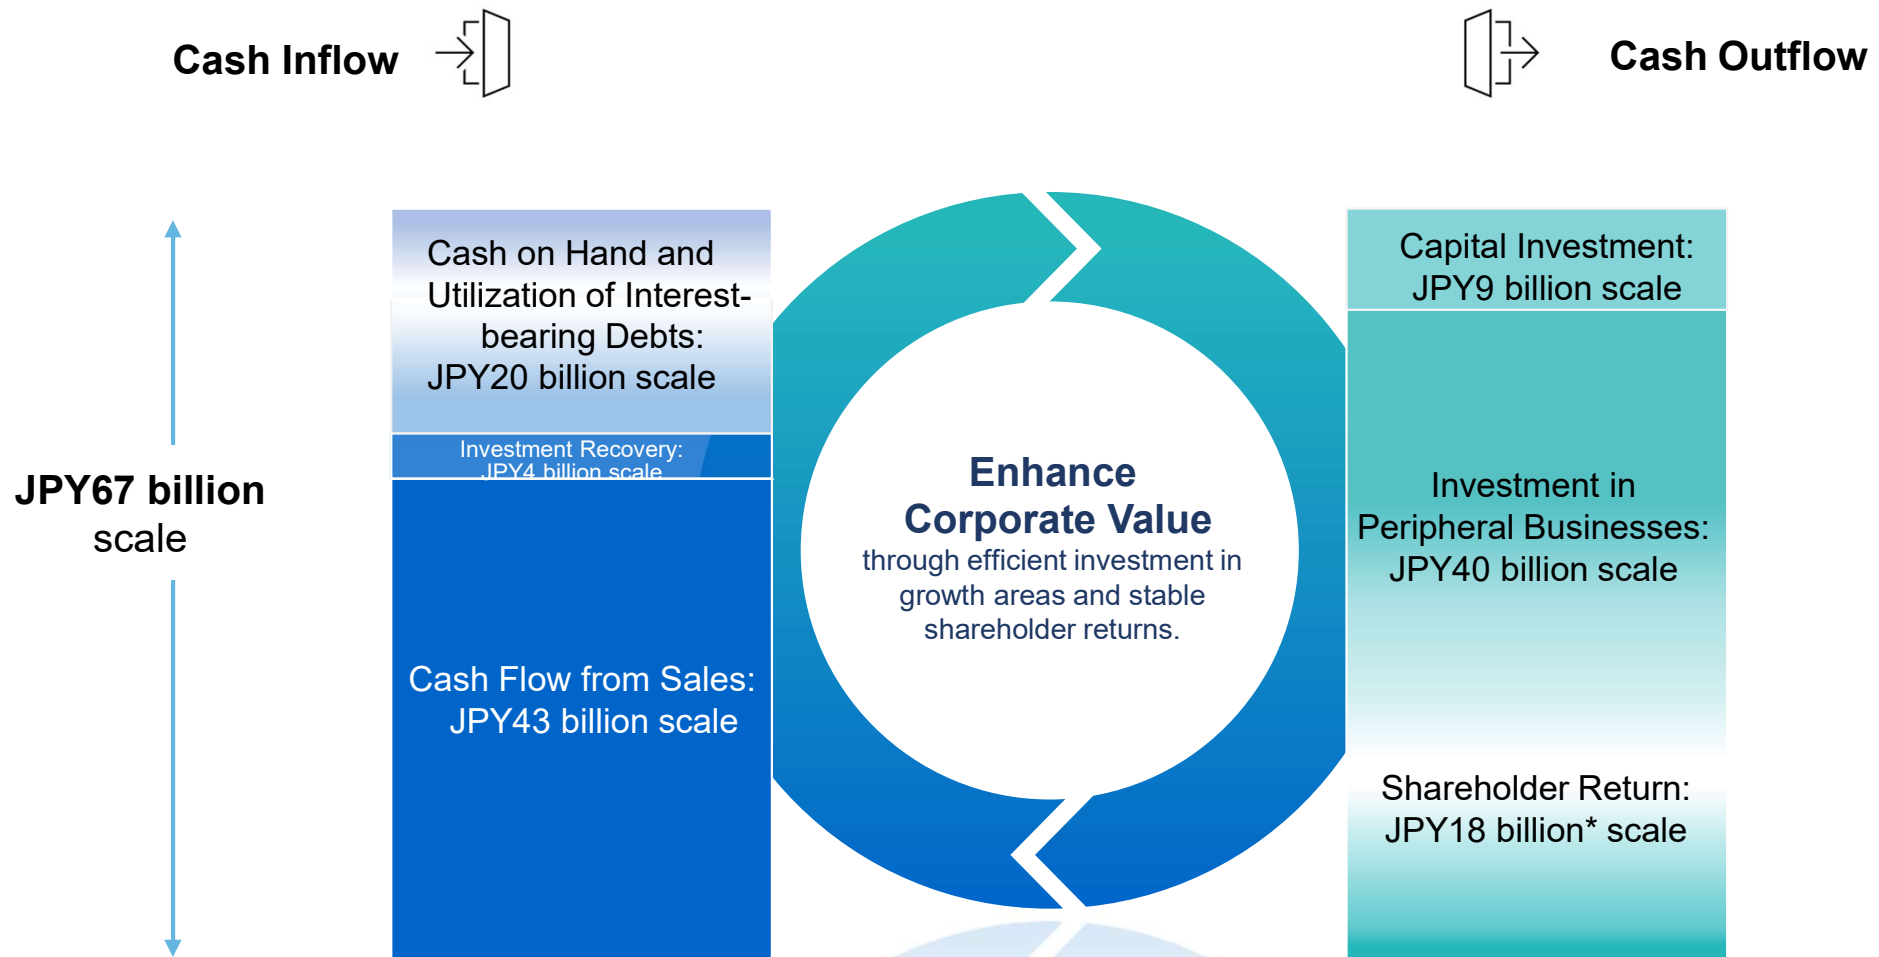 Cash Inflow
Cash Outflow
JPY67 billion
scale
Cash on Hand and
Utilization of Interest-
bearing Debts:
JPY20 billion scale
Investment Recovery:
JPY4 billion scale
Cash Flow from Sales:
JPY43 billion scale
Enhance
Corporate Value
through efficient investment in
growth areas and stable
shareholder returns.
Capital Investment:
JPY9 billion scale
Investment in
Peripheral Businesses:
JPY40 billion scale
Shareholder Return:
JPY18 billion* scale